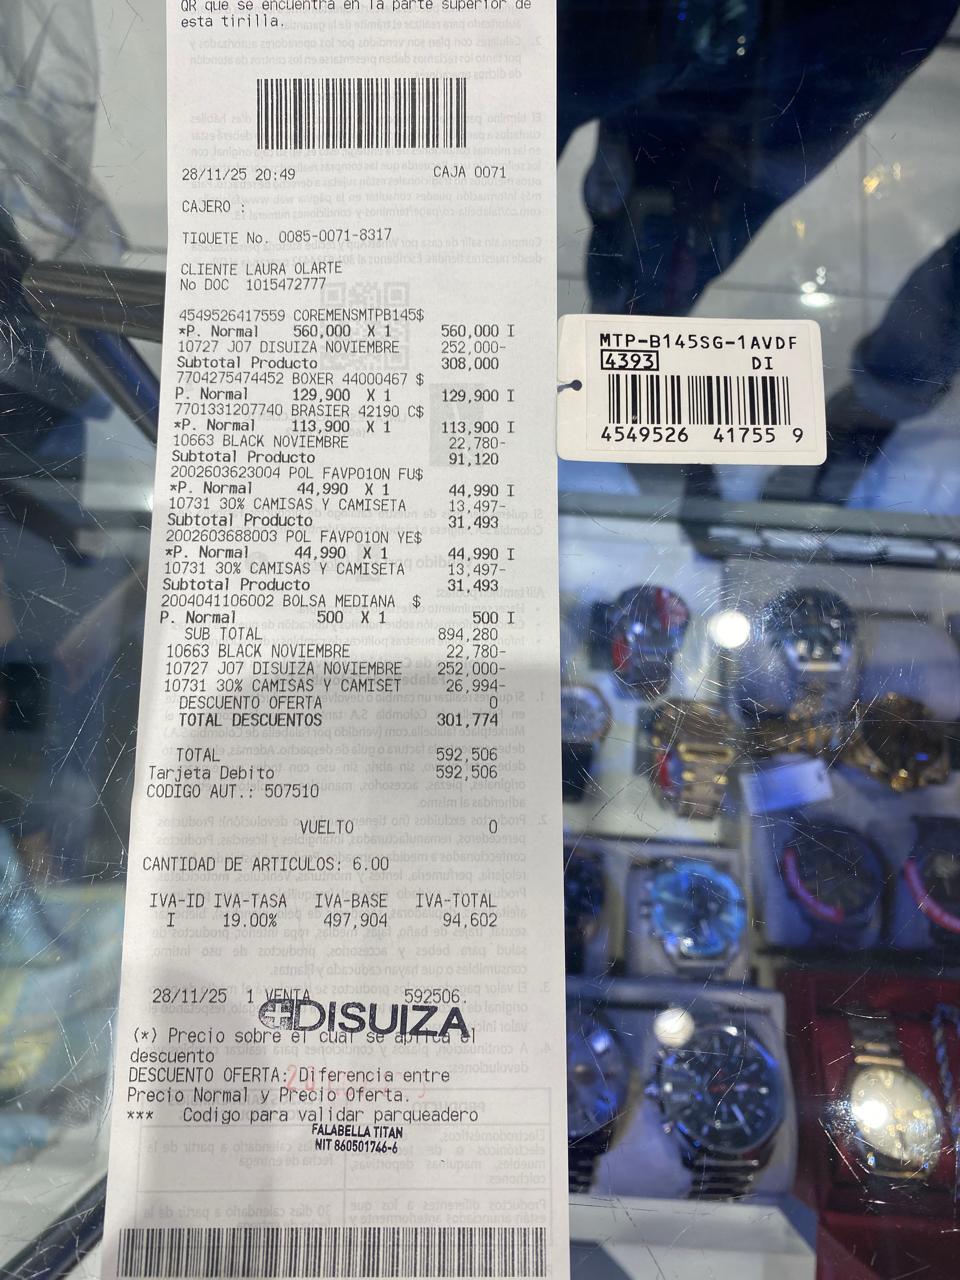 QR que se encuentra en la parte superior de
esta tirilla.
28/11/25 20:49 CAJA 0071
CAJERO :
TIQUETE No. 0085-0071-8317
CLIENTE LAURA OLARTE
No DOC 1015472777
4549526417559 COREMENSMTPB145$
*P. Normal 560,000 X 1 560,000 I
10727 J07 DISUIZA NOVIEMBRE 252,000-
Subtotal Producto 308,000
7704275474452 BOXER 44000467 $
P. Normal 129,900 X 1 129,900 I
7701331207740 BRASIER 42190 C$
*P. Normal 113,900 X 1 113,900 I
10663 BLACK NOVIEMBRE 22,780-
Subtotal Producto 91,120
2002603623004 POL FAVPO1ON FU$
*P. Normal 44,990 X 1 44,990 I
10731 30% CAMISAS Y CAMISETA 13,497-
Subtotal Producto 31,493
2002603688003 POL FAVPO1ON YE$
*P. Normal 44,990 X 1 44,990 I
10731 30% CAMISAS Y CAMISETA 13,497-
Subtotal Producto 31,493
2004041106002 BOLSA MEDIANA $
P. Normal 500 X 1 500 I
SUB TOTAL 894,280
10663 BLACK NOVIEMBRE 22,780-
10727 J07 DISUIZA NOVIEMBRE 252,000-
10731 30% CAMISAS Y CAMISET 26,994-
DESCUENTO OFERTA 0
TOTAL DESCUENTOS 301,774
TOTAL 592,506
Tarjeta Debito 592,506
CODIGO AUT.: 507510
VUELTO 0
CANTIDAD DE ARTICULOS: 6.00
IVA-ID IVA-TASA IVA-BASE IVA-TOTAL
I 19.00% 497,904 94,602
28/11/25 1 VENTA 592506.
DISUIZA
(*) Precio sobre el cual se aplica el
descuento
DESCUENTO OFERTA: Diferencia entre
Precio Normal y Precio Oferta.
*** Codigo para validar parqueadero
FALABELLA TITAN
NIT 860501746-6
MTP-B145SG-1AVDF
4393 DI
4549526 41755 9